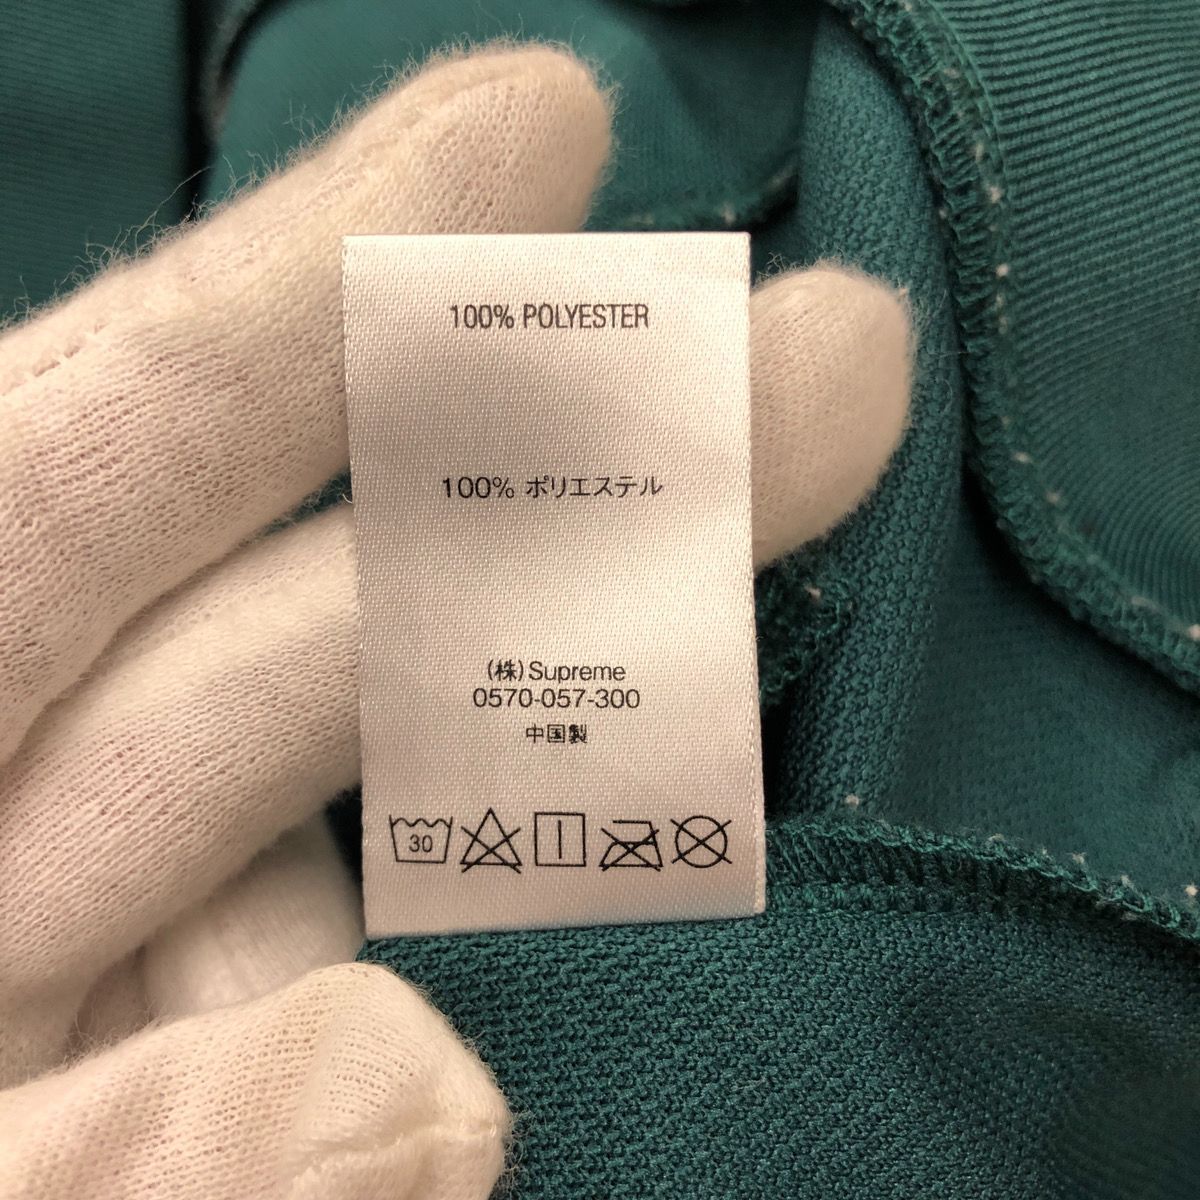 100% POLYESTER
100% ポリエステル
(株)Supreme
0570-057-300
中国製
30